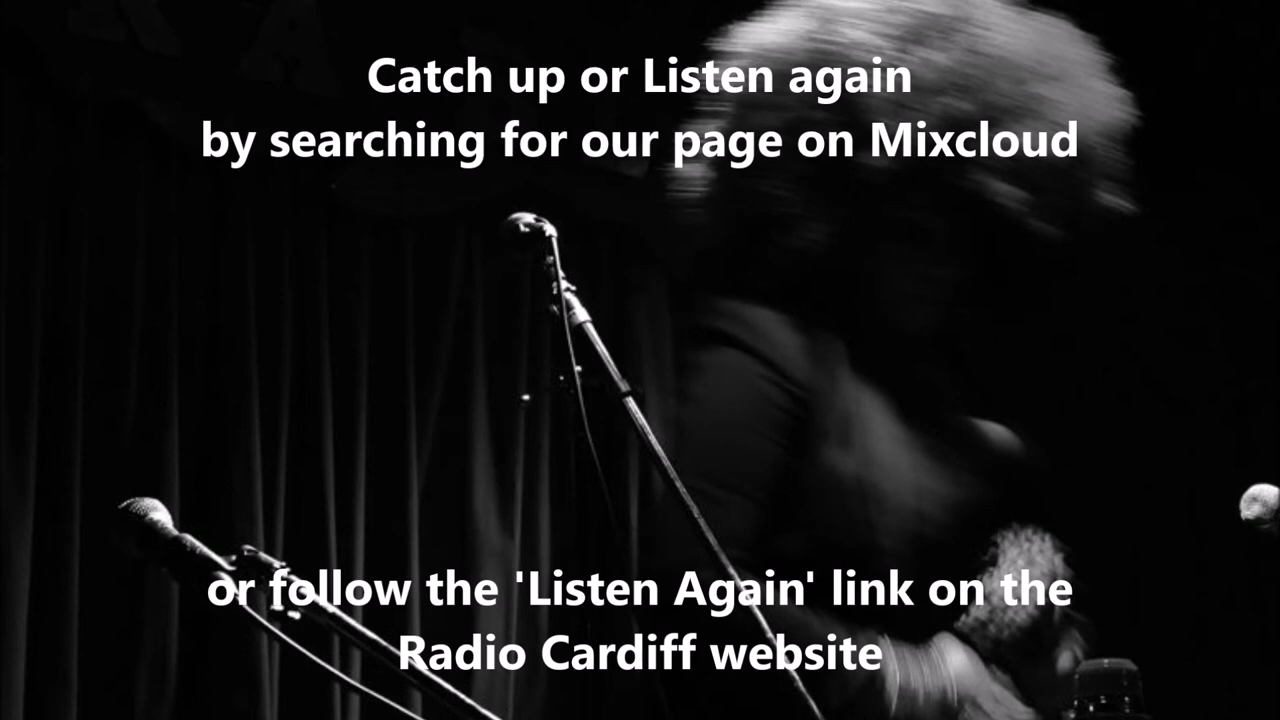 Catch up or Listen again
by searching for our page on Mixcloud
or follow the 'Listen Again' link on the
Radio Cardiff website